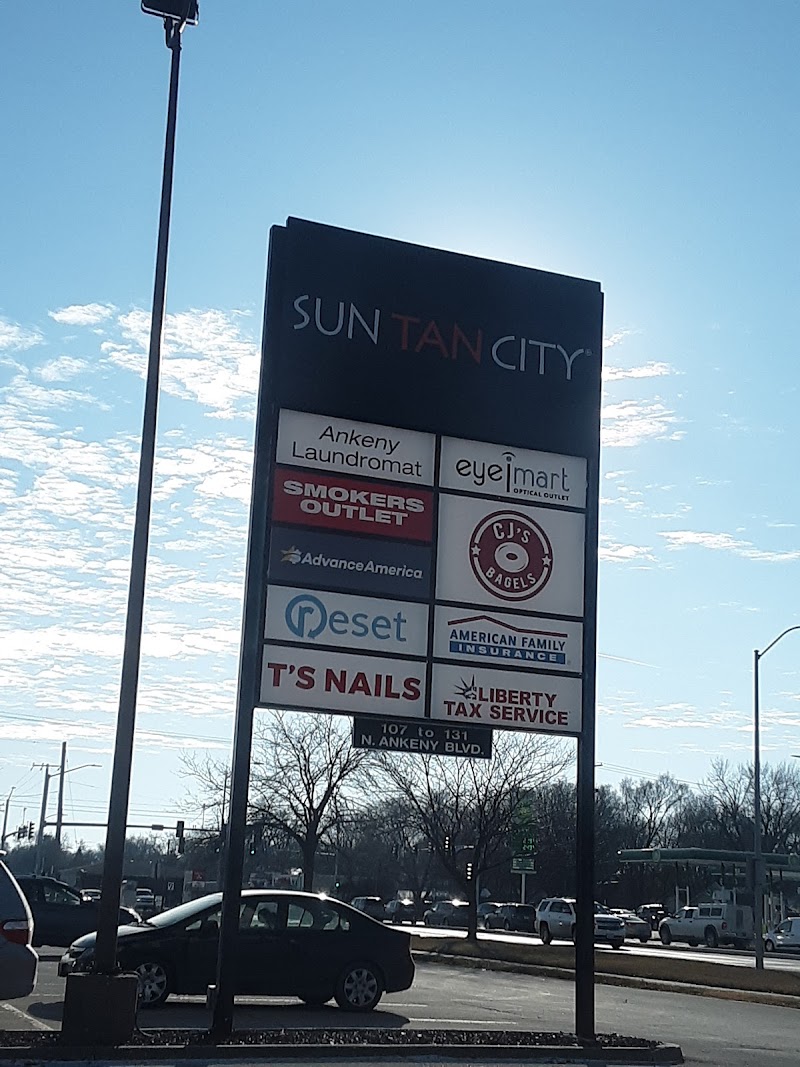 SUN TAN CITY®
Ankeny
Laundromat
SMOKERS
OUTLET
AdvanceAmerica
reset
T'S NAILS
eyeimart
OPTICAL OUTLET
CJ'S
BAGELS
AMERICAN FAMILY
INSURANCE
LIBERTY
TAX SERVICE
107 to 131
N. ANKENY BLVD.